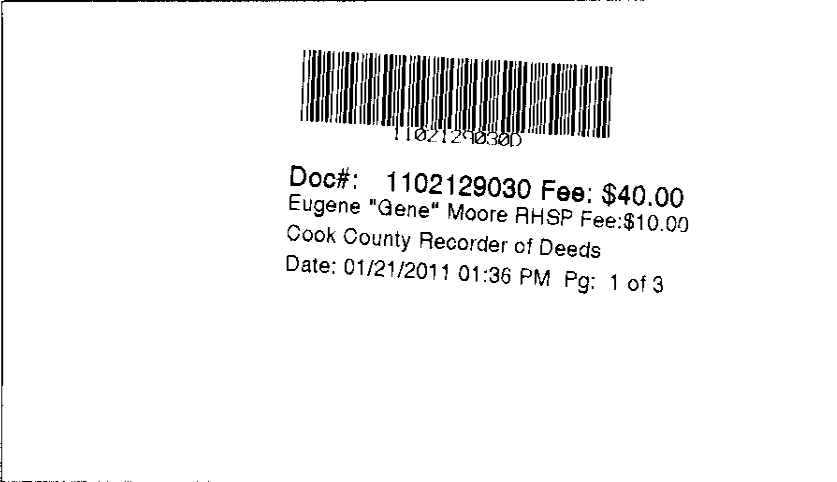 1102129030D
Doc#: 1102129030 Fee: $40.00
Eugene "Gene" Moore RHSP Fee:$10.00
Cook County Recorder of Deeds
Date: 01/21/2011 01:36 PM Pg: 1 of 3